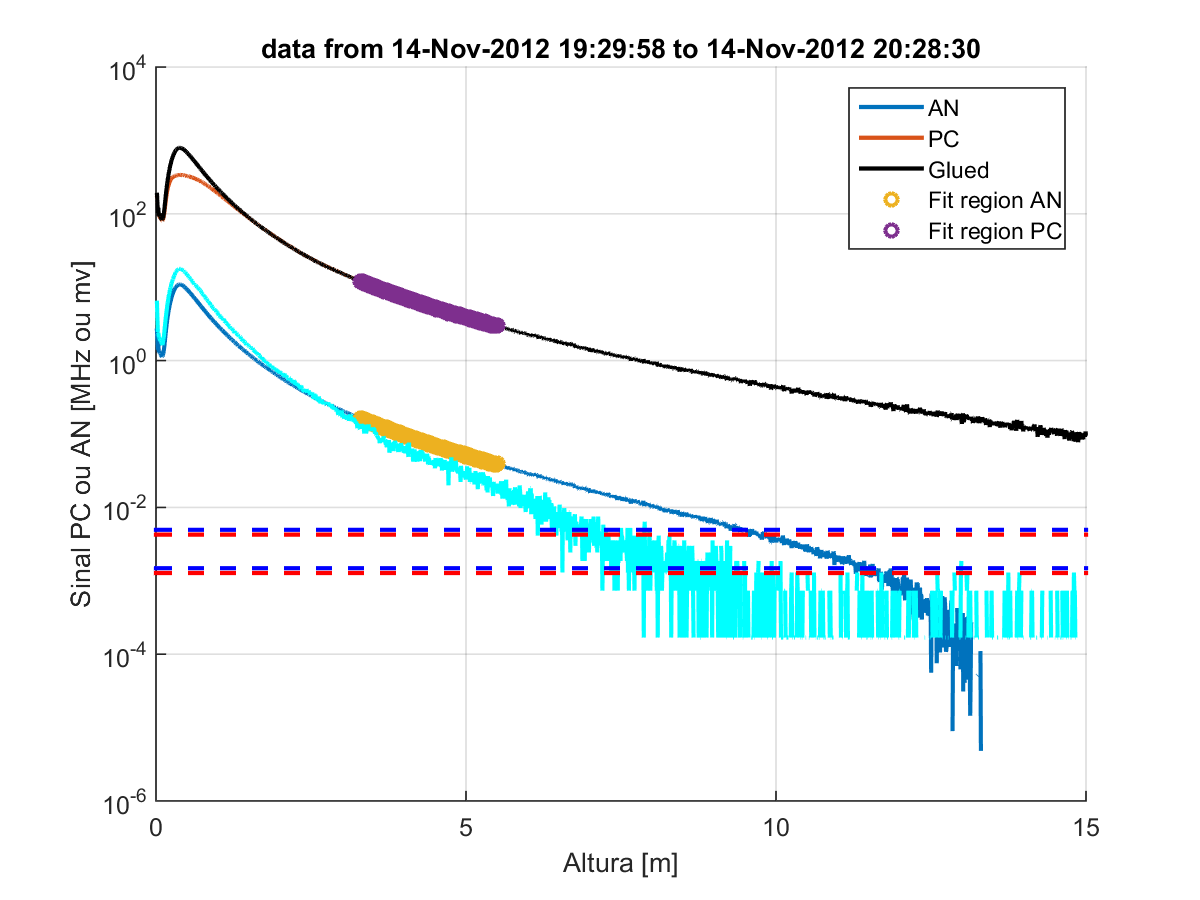 data from 14-Nov-2012 19:29:58 to 14-Nov-2012 20:28:30
AN
PC
Glued
Fit region AN
Fit region PC
Sinal PC ou AN [MHz ou mv]
10^4
10^2
10^0
10^-2
10^-4
10^-6
0 5 10 15
Altura [m]